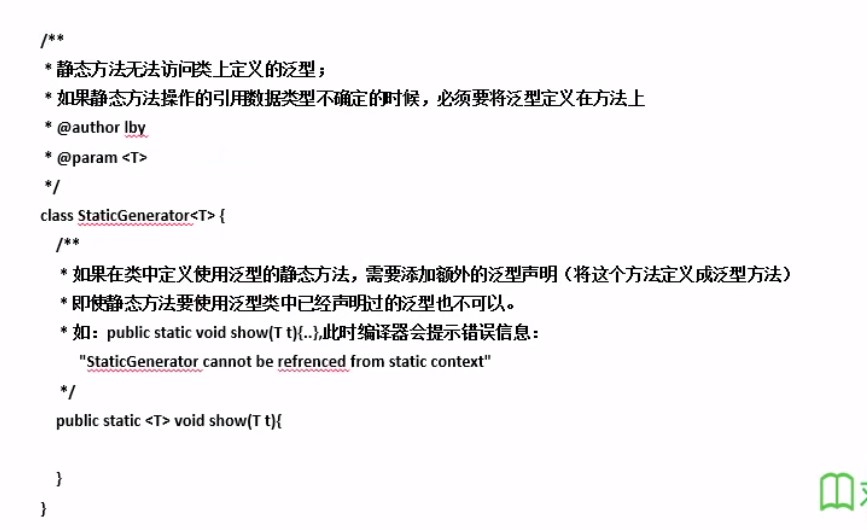 /**
* 静态方法无法访问类上定义的泛型；
* 如果静态方法操作的引用数据类型不确定的时候，必须要将泛型定义在方法上
* @author lby
* @param <T>
*/
class StaticGenerator<T> {
/**
* 如果在类中定义使用泛型的静态方法，需要添加额外的泛型声明（将这个方法定义成泛型方法）
* 即使静态方法要使用泛型类中已经声明过的泛型也不可以。
* 如：public static void show(T t){..},此时编译器会提示错误信息：
"StaticGenerator cannot be refrenced from static context"
*/
public static <T> void show(T t){
}
}